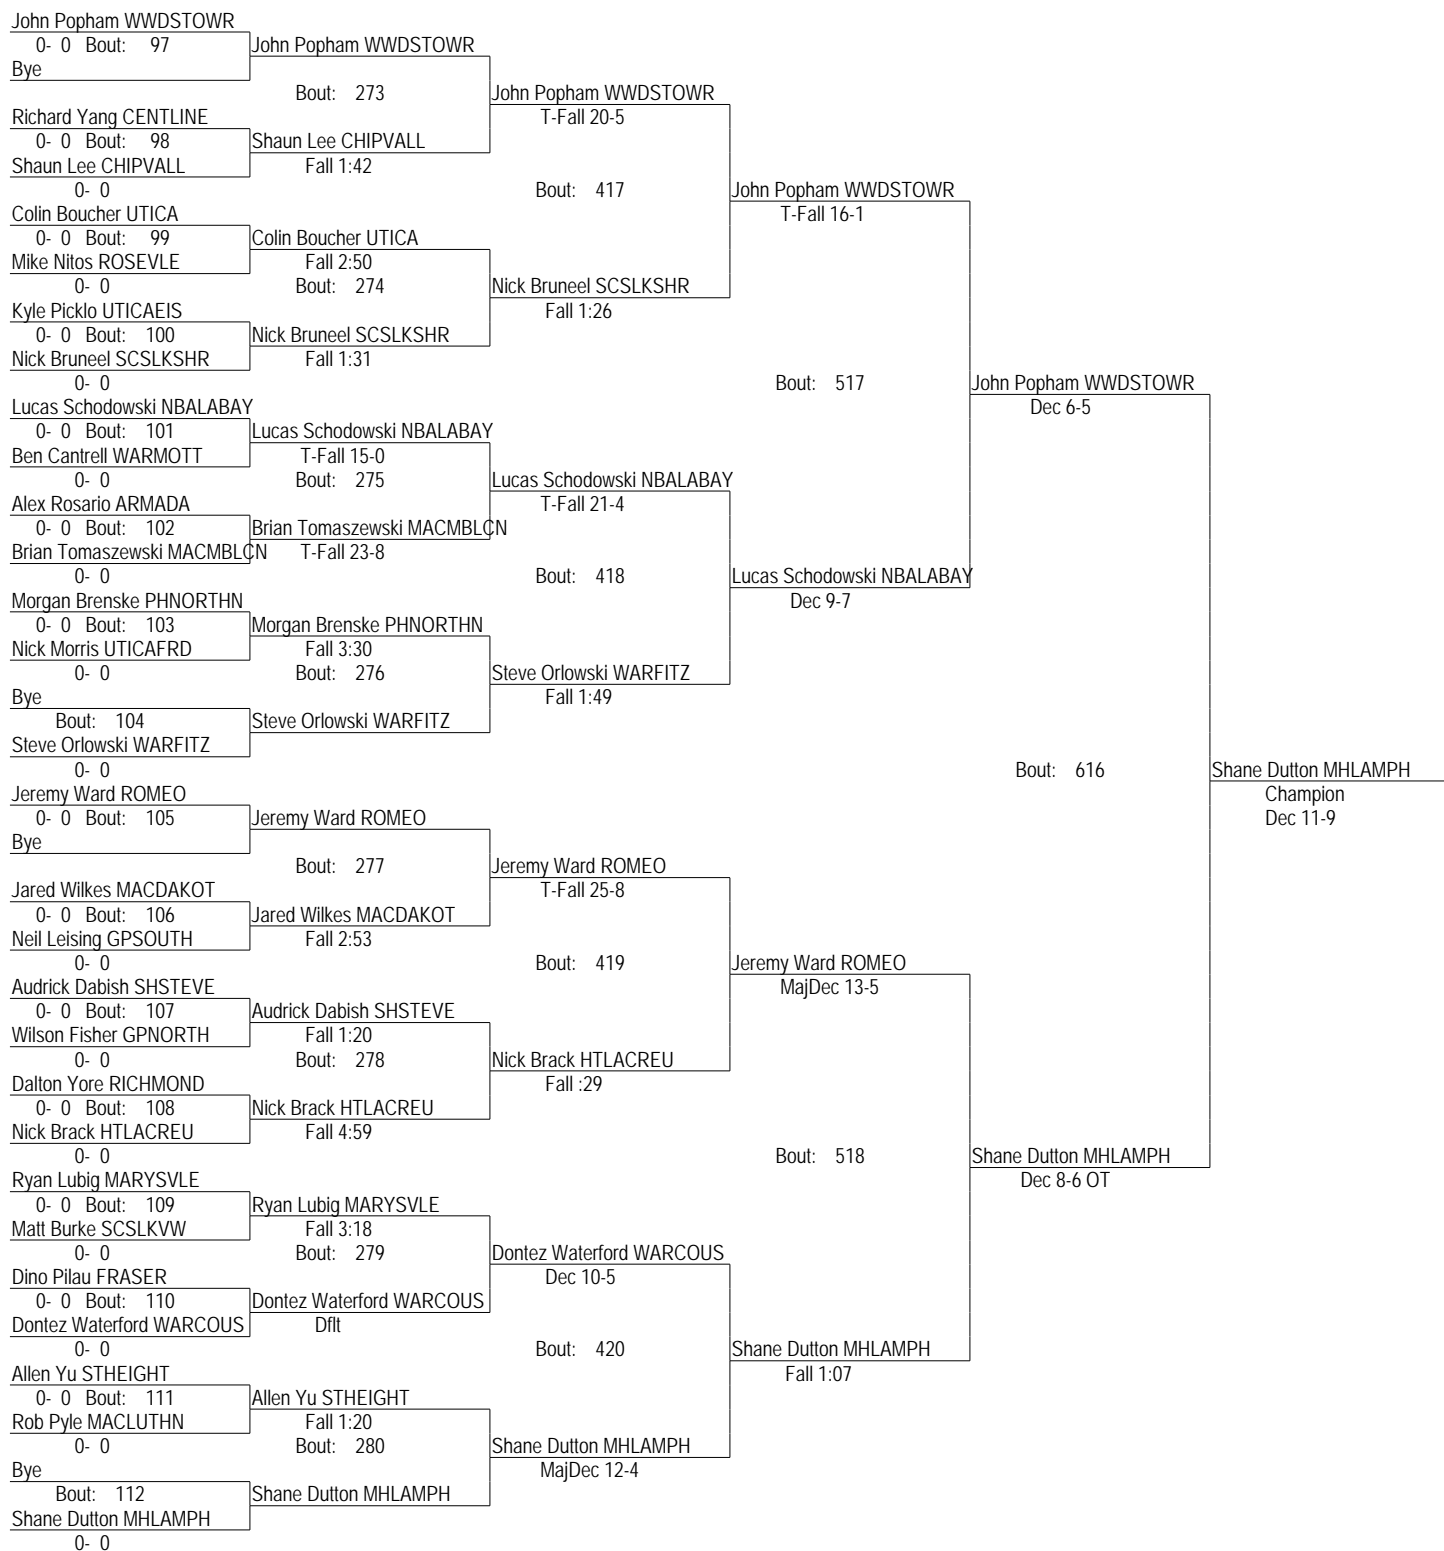 John Popham WWDSTOWR
0- 0 Bout: 97 John Popham WWDSTOWR
Bye
Bout: 273 John Popham WWDSTOWR
Richard Yang CENTLINE T-Fall 20-5
0- 0 Bout: 98 Shaun Lee CHIPVALL
Shaun Lee CHIPVALL Fall 1:42
0- 0 Bout: 417 John Popham WWDSTOWR
Colin Boucher UTICA T-Fall 16-1
0- 0 Bout: 99 Colin Boucher UTICA
Mike Nitos ROSEVLE Fall 2:50
0- 0 Bout: 274 Nick Bruneel SCSLKSHR
Kyle Picklo UTICAEIS Fall 1:26
0- 0 Bout: 100 Nick Bruneel SCSLKSHR
Nick Bruneel SCSLKSHR Fall 1:31
0- 0 Bout: 517 John Popham WWDSTOWR
Lucas Schodowski NBALABAY Dec 6-5
0- 0 Bout: 101 Lucas Schodowski NBALABAY
Ben Cantrell WARMOTT T-Fall 15-0
0- 0 Bout: 275 Lucas Schodowski NBALABAY
Alex Rosario ARMADA T-Fall 21-4
0- 0 Bout: 102 Brian Tomaszewski MACMBLCN
Brian Tomaszewski MACMBLCN T-Fall 23-8
0- 0 Bout: 418 Lucas Schodowski NBALABAY
Morgan Brenske PHNORTHN Dec 9-7
0- 0 Bout: 103 Morgan Brenske PHNORTHN
Nick Morris UTICAFRD Fall 3:30
0- 0 Bout: 276 Steve Orlowski WARFITZ
Bye Fall 1:49
Bout: 104 Steve Orlowski WARFITZ
Steve Orlowski WARFITZ
0- 0 Bout: 616 Shane Dutton MHLAMPH
Jeremy Ward ROMEO Champion
0- 0 Bout: 105 Jeremy Ward ROMEO Dec 11-9
Bye
Bout: 277 Jeremy Ward ROMEO
Jared Wilkes MACDAKOT T-Fall 25-8
0- 0 Bout: 106 Jared Wilkes MACDAKOT
Neil Leising GPSOUTH Fall 2:53
0- 0 Bout: 419 Jeremy Ward ROMEO
Audrick Dabish SHSTEVE MajDec 13-5
0- 0 Bout: 107 Audrick Dabish SHSTEVE
Wilson Fisher GPNORTH Fall 1:20
0- 0 Bout: 278 Nick Brack HTLACREU
Dalton Yore RICHMOND Fall :29
0- 0 Bout: 108 Nick Brack HTLACREU
Nick Brack HTLACREU Fall 4:59
0- 0 Bout: 518 Shane Dutton MHLAMPH
Ryan Lubig MARYSVLE Dec 8-6 OT
0- 0 Bout: 109 Ryan Lubig MARYSVLE
Matt Burke SCSLKVW Fall 3:18
0- 0 Bout: 279 Dontez Waterford WARCOUS
Dino Pilau FRASER Dec 10-5
0- 0 Bout: 110 Dontez Waterford WARCOUS
Dontez Waterford WARCOUS Dflt
0- 0 Bout: 420 Shane Dutton MHLAMPH
Allen Yu STHEIGHT Fall 1:07
0- 0 Bout: 111 Allen Yu STHEIGHT
Rob Pyle MACLUTHN Fall 1:20
0- 0 Bout: 280 Shane Dutton MHLAMPH
Bye MajDec 12-4
Bout: 112 Shane Dutton MHLAMPH
Shane Dutton MHLAMPH
0- 0